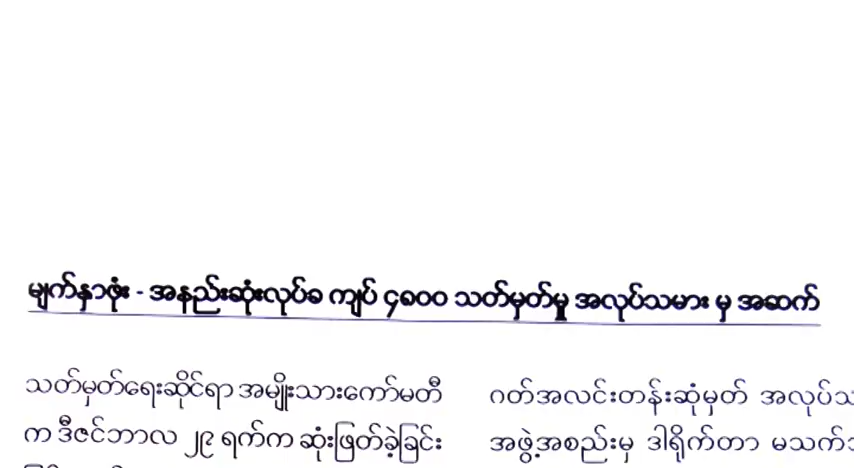 မျက်နှာဖုံး - အနည်းဆုံးလုပ်ခ ကျပ် ၄၈၀၀ သတ်မှတ်မှု အလုပ်သမား မှ အဆက်
သတ်မှတ်ရေးဆိုင်ရာ အမျိုးသားကော်မတီ
က ဒီဇင်ဘာလ ၂၉ ရက်က ဆုံးဖြတ်ခဲ့ခြင်း
ဂတ်အလင်းတန်းဆုံမှတ် အလုပ်သ
အဖွဲ့အစည်းမှ ဒါရိုက်တာ မသက်